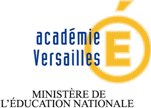 académie
Versailles
É
MINISTÈRE DE
L'ÉDUCATION NATIONALE